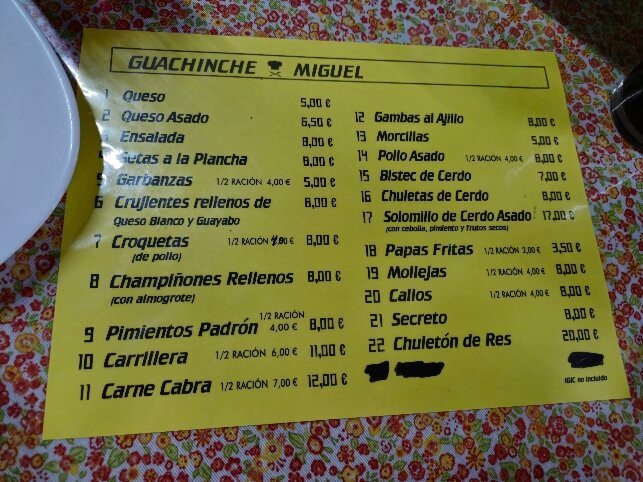 GUACHINCHE MIGUEL
1 Queso 5,00 €
2 Queso Asado 6,50 €
3 Ensalada 8,00 €
4 Setas a la Plancha 8,00 €
5 Garbanzas 1/2 RACIÓN 4,00 € 5,00 €
6 Crujientes rellenos de 8,00 €
Queso Blanco y Guayabo
7 Croquetas 1/2 RACIÓN € 8,00 €
(de pollo)
8 Champiñones Rellenos 8,00 €
(con almogrote)
1/2 RACIÓN
9 Pimientos Padrón 4,00 € 8,00 €
10 Carrillera 1/2 RACIÓN 6,00 € 11,00 €
11 Carne Cabra 1/2 RACIÓN 7,00 € 12,00 €
12 Gambas al Ajillo 8,00 €
13 Morcillas 5,00 €
14 Pollo Asado 1/2 RACIÓN 4,00 € 8,00 €
15 Bistec de Cerdo 7,00 €
16 Chuletas de Cerdo 8,00 €
17 Solomillo de Cerdo Asado 17,00 €
(con cebolla, pimiento y frutos secos)
18 Papas Fritas 1/2 RACIÓN 2,00 € 3,50 €
19 Mollejas 1/2 RACIÓN 4,00 € 8,00 €
20 Callos 1/2 RACIÓN 4,00 € 8,00 €
21 Secreto 8,00 €
22 Chuletón de Res 20,00 €
IGIC no incluido